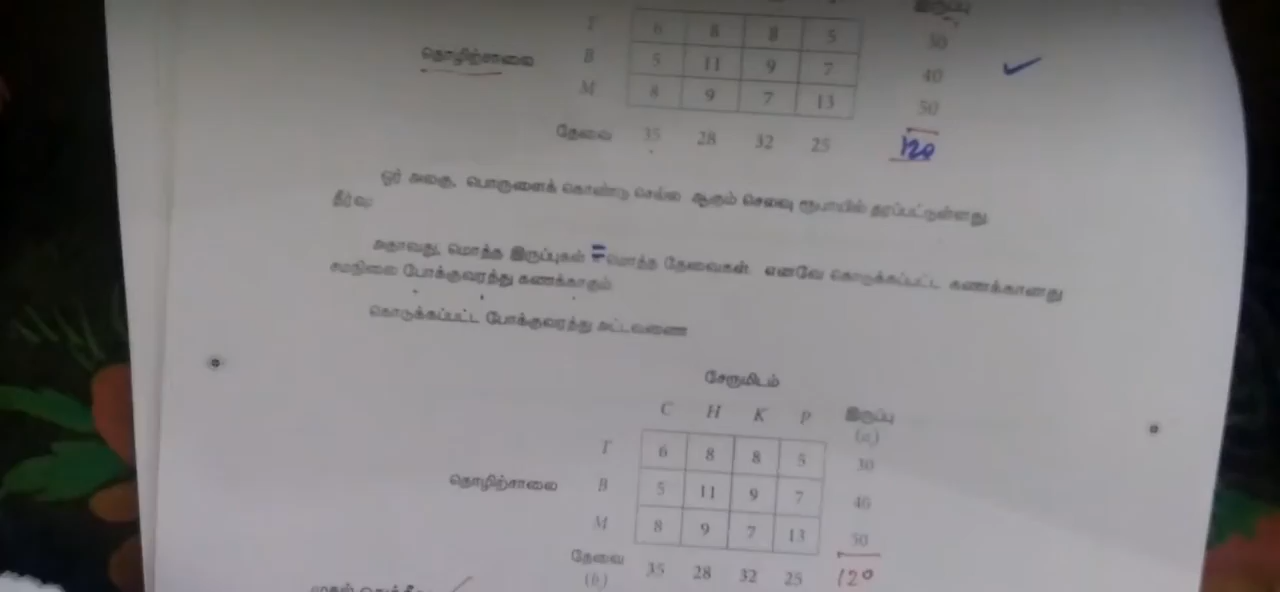 இருப்பு
T 6 8 8 5 30
தொழிற்சாலை B 5 11 9 7 40
M 8 9 7 13 50
தேவை 35 28 32 25 120
ஓர் அலகு, பொருளைக் கொண்டு செல்ல ஆகும் செலவு ரூபாயில் தரப்பட்டுள்ளது.
தீர்வு:
அதாவது, மொத்த இருப்புகள் = மொத்த தேவைகள். எனவே கொடுக்கப்பட்ட கணக்கானது
சமநிலை போக்குவரத்து கணக்காகும்
கொடுக்கப்பட்ட போக்குவரத்து அட்டவணை
சேருமிடம்
C H K P இருப்பு
(a)
T 6 8 8 5 30
தொழிற்சாலை B 5 11 9 7 40
M 8 9 7 13 50
தேவை
(b) 35 28 32 25 120